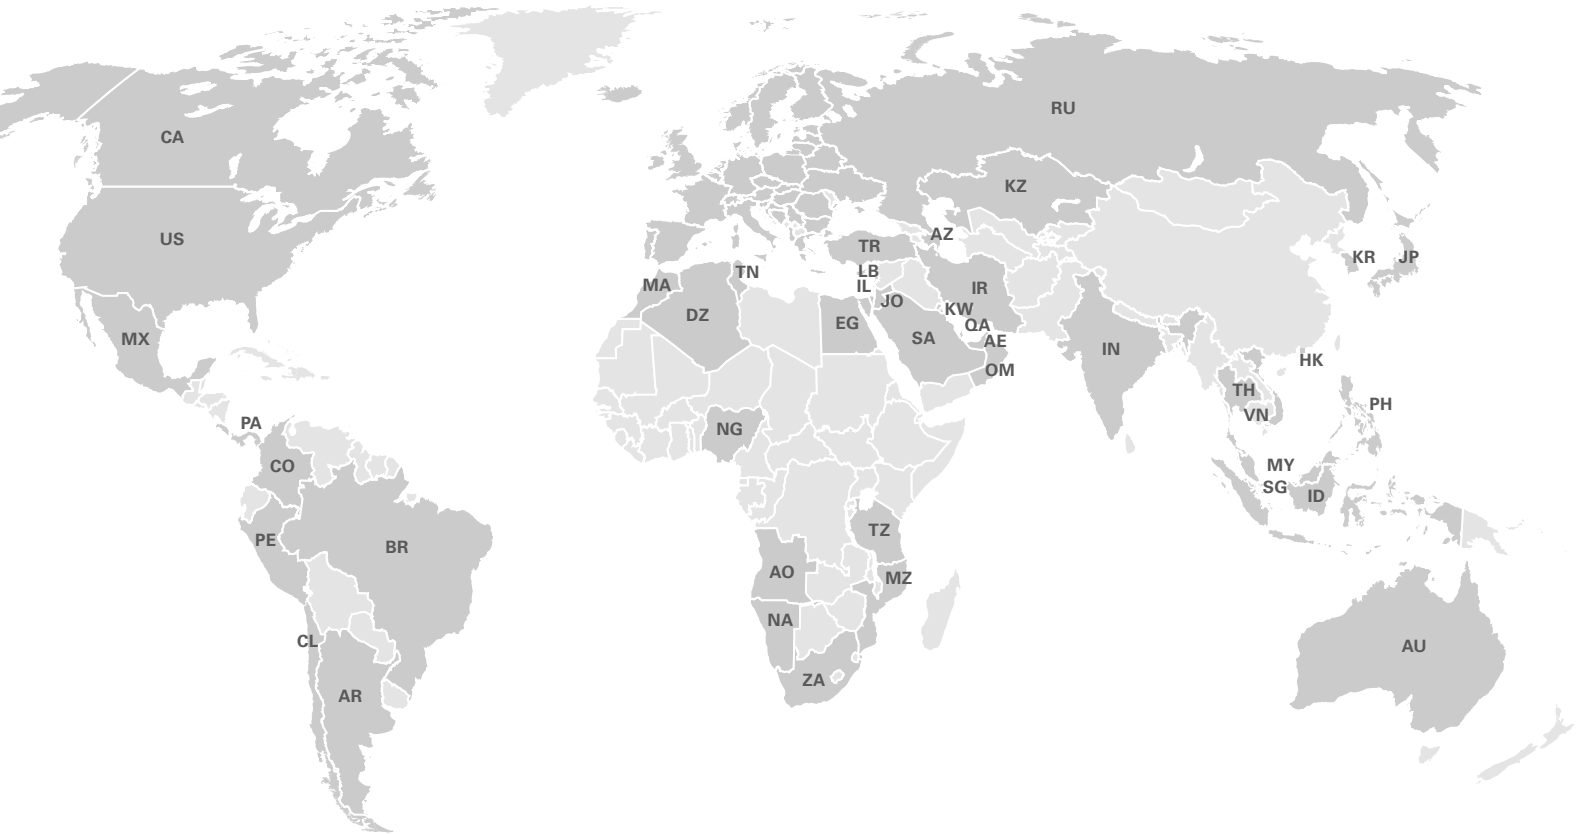 RU
CA
KZ
US
AZ
TR
KR
JP
TN
LB
MA
IL
IR
JO
DZ
KW
EG
QA
SA
AE
MX
IN
HK
OM
TH
PH
VN
PA
NG
CO
MY
SG
ID
TZ
PE
BR
AO
MZ
NA
CL
AU
ZA
AR